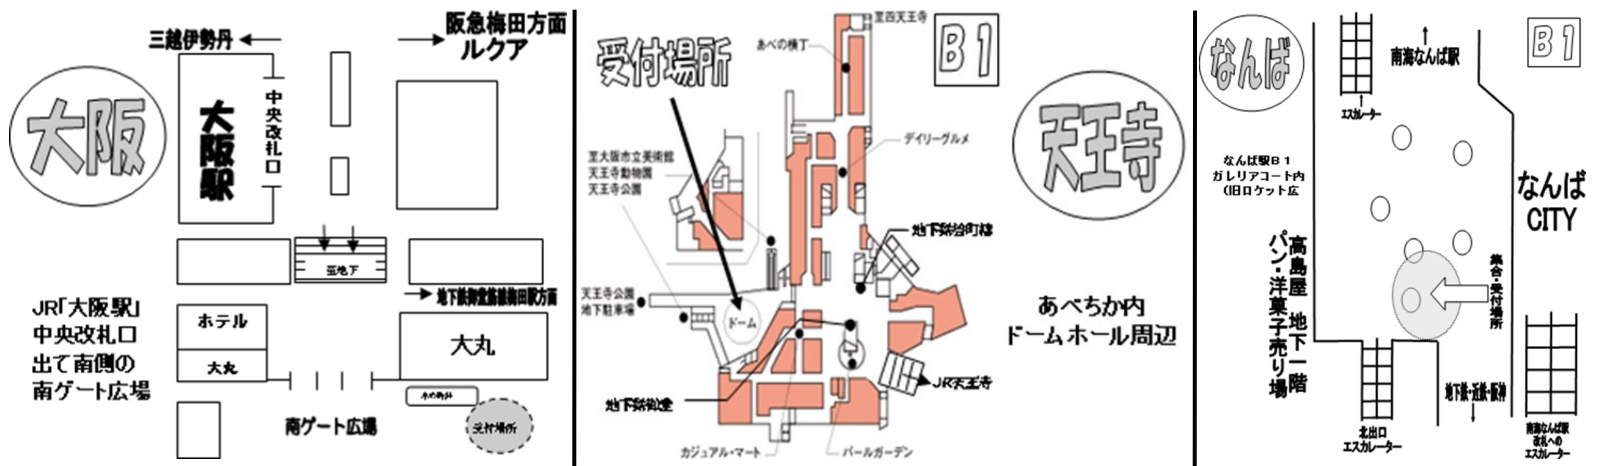 三越伊勢丹
阪急梅田方面
ルクア
大阪
大阪駅
中央改札口
至地下
地下鉄御堂筋線梅田駅方面
JR「大阪駅」
中央改札口
出て南側の
南ゲート広場
ホテル
大丸
大丸
水の時計
南ゲート広場
受付場所
受付場所
B1
至四天王寺
あべの横丁
天王寺
デイリーグルメ
至大阪市立美術館
天王寺動物園
天王寺公園
地下鉄谷町線
天王寺公園
地下駐車場
ドーム
あべちか内
ドームホール周辺
JR天王寺
地下鉄御堂
カジュアル・マート
パールガーデン
なんば
B1
南海なんば駅
エスカレーター
なんば駅B1
ガレリアコート内
(旧ロケット広
なんば
CITY
高島屋 地下一階
パン・洋菓子売り場
集合・受付場所
地下鉄・近鉄・阪神
北出口
エスカレーター
南海なんば駅
改札への
エスカレーター